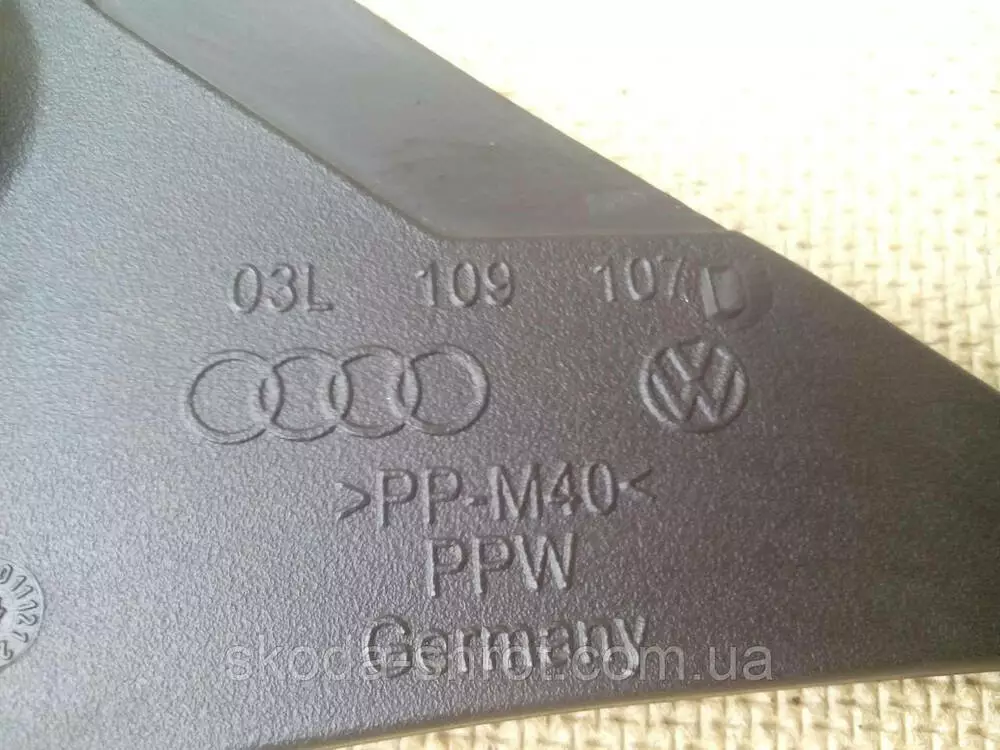 03L 109 107 D
>PP-M40<
PPW
Germany
skoda-shrot.com.ua